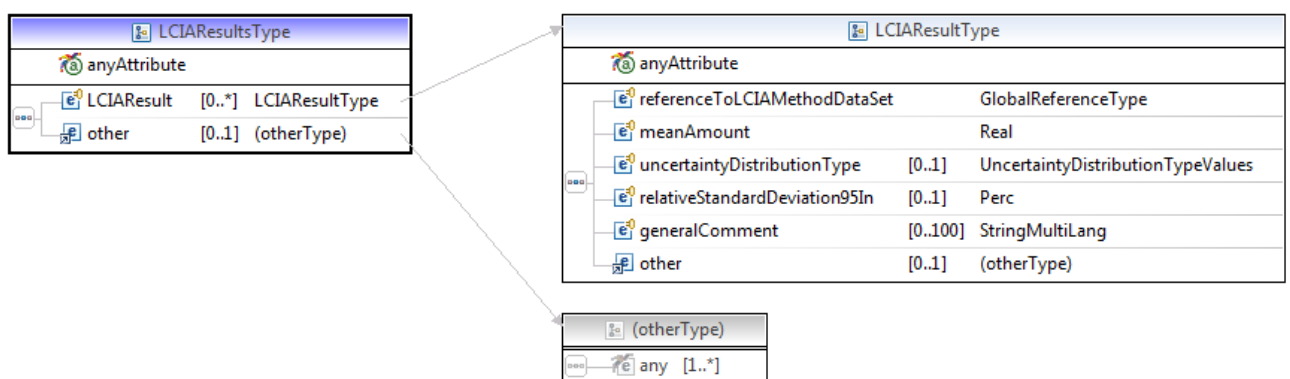 LCIAResultsType
anyAttribute
LCIAResult [0..*] LCIAResultType
other [0..1] (otherType)
LCIAResultType
anyAttribute
referenceToLCIAMethodDataSet GlobalReferenceType
meanAmount Real
uncertaintyDistributionType [0..1] UncertaintyDistributionTypeValues
relativeStandardDeviation95In [0..1] Perc
generalComment [0..100] StringMultiLang
other [0..1] (otherType)
(otherType)
any [1..*]